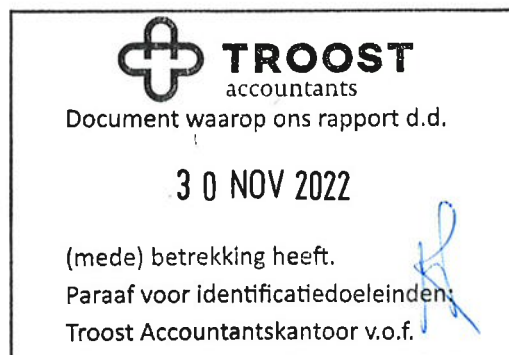 TROOST
accountants
Document waarop ons rapport d.d.
30 NOV 2022
(mede) betrekking heeft.
Paraaf voor identificatiedoeleinden:
Troost Accountantskantoor v.o.f.